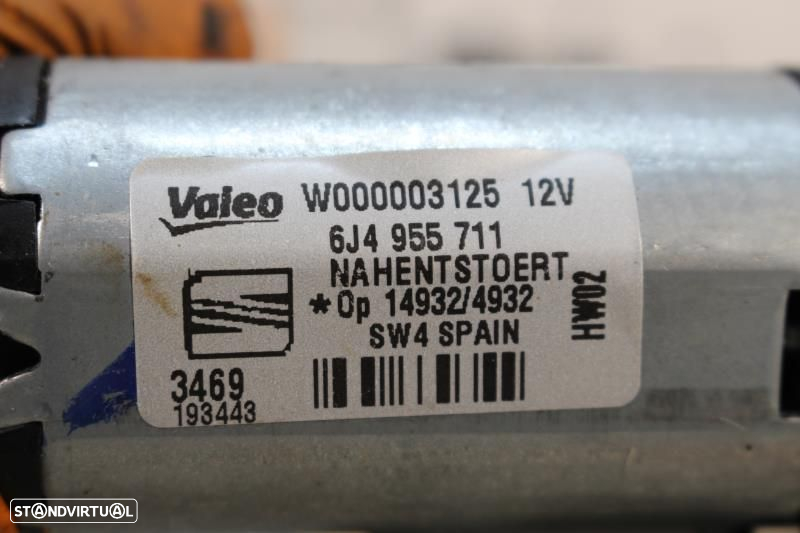 Valeo W000003125 12V
6J4 955 711
NAHENTSTOERT
*Op 14932/4932
SW4 SPAIN
HW02
3469
193443
STANDVIRTUAL